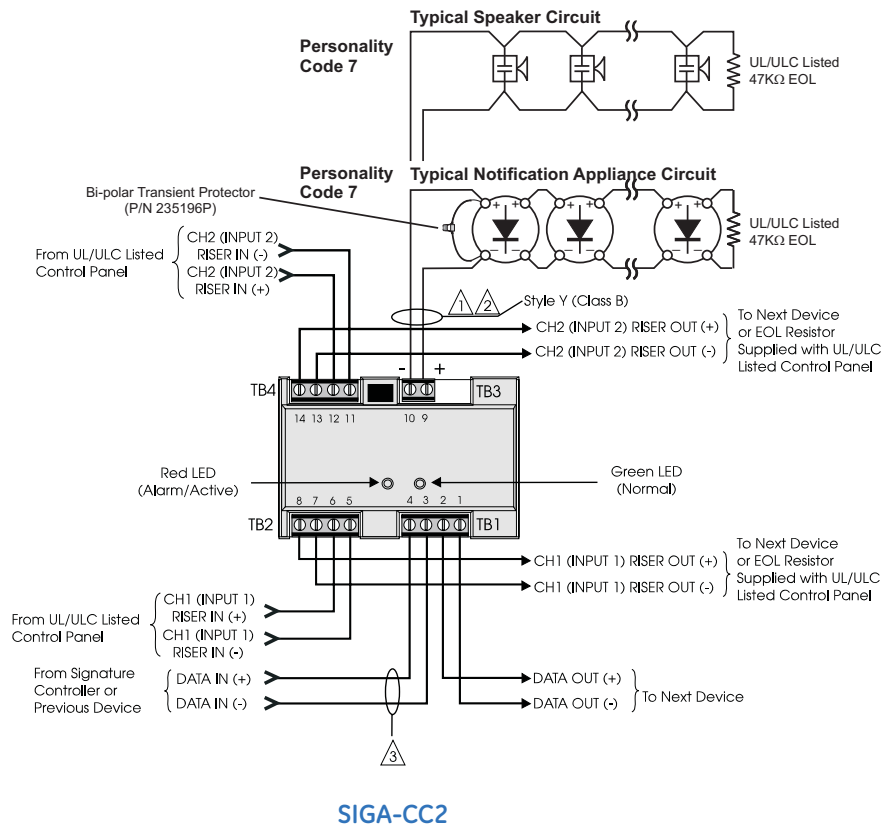 Typical Speaker Circuit
Personality
Code 7
UL/ULC Listed
47KΩ EOL
Personality
Code 7
Typical Notification Appliance Circuit
Bi-polar Transient Protector
(P/N 235196P)
+ +
+ +
+ +
– –
– –
– –
UL/ULC Listed
47KΩ EOL
From UL/ULC Listed
Control Panel
CH2 (INPUT 2)
RISER IN (-)
CH2 (INPUT 2)
RISER IN (+)
1
2
Style Y (Class B)
CH2 (INPUT 2) RISER OUT (+)
CH2 (INPUT 2) RISER OUT (-)
To Next Device
or EOL Resistor
Supplied with UL/ULC
Listed Control Panel
- +
TB4
TB3
14 13 12 11
10 9
Red LED
(Alarm/Active)
Green LED
(Normal)
8 7 6 5
4 3 2 1
TB2
TB1
CH1 (INPUT 1) RISER OUT (+)
CH1 (INPUT 1) RISER OUT (-)
To Next Device
or EOL Resistor
Supplied with UL/ULC
Listed Control Panel
From UL/ULC Listed
Control Panel
CH1 (INPUT 1)
RISER IN (+)
CH1 (INPUT 1)
RISER IN (-)
From Signature
Controller or
Previous Device
DATA IN (+)
DATA IN (-)
DATA OUT (+)
DATA OUT (-)
To Next Device
3
SIGA-CC2